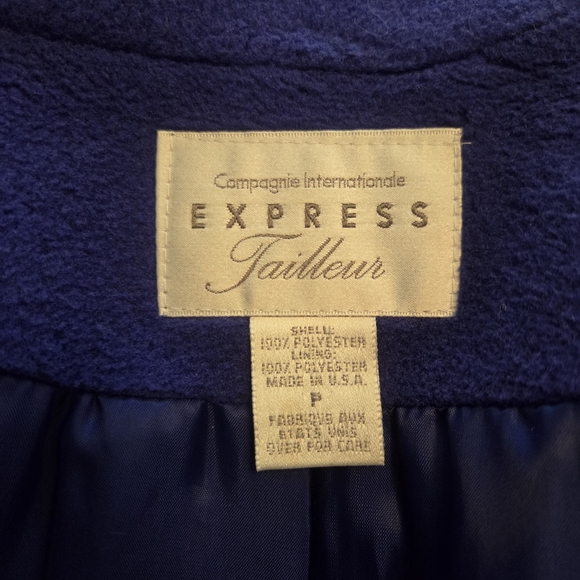 Compagnie Internationale
EXPRESS
Tailleur
SHELL:
100% POLYESTER
LINING:
100% POLYESTER
MADE IN U.S.A.
P
FABRIQUE AUX
ETATS UNIS
OVER FOR CARE